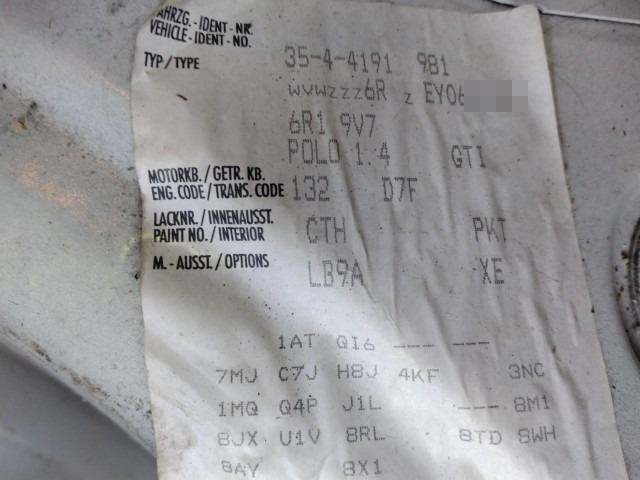 FAHRZG.-IDENT-NR.
VEHICLE-IDENT-NO.
35-4-4191 981
WVWZZZ6R Z EY06
TYP/TYPE
6R1 9V7
POLO 1.4 GTI
MOTORKB./GETR. KB.
ENG.CODE/TRANS. CODE
132 D7F
LACKNR./INNENAUSST.
PAINT NO./INTERIOR
CTH PKT
M.-AUSST./OPTIONS
LB9A XE
1AT QI6 --- ---
7MJ C7J H8J 4KF 3NC
1MQ Q4P J1L --- 8M1
8JX U1V 8RL 8TD 8WH
8AY 8X1